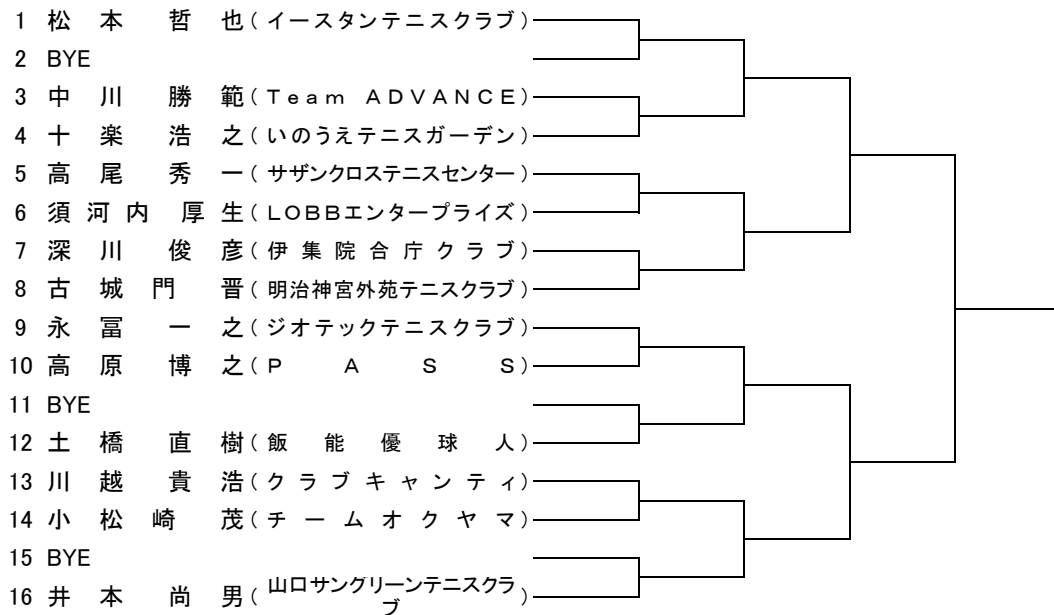 1 松本 哲也(イースタンテニスクラブ)
2 BYE
3 中川 勝範(Team ADVANCE)
4 十楽 浩之(いのうえテニスガーデン)
5 高尾 秀一(サザンクロステニスセンター)
6 須河内 厚生(LOBBエンタープライズ)
7 深川 俊彦(伊集院合庁クラブ)
8 古城門 晋(明治神宮外苑テニスクラブ)
9 永冨 一之(ジオテックテニスクラブ)
10 高原 博之(PASS)
11 BYE
12 土橋 直樹(飯能優球人)
13 川越 貴浩(クラブキャンティ)
14 小松崎 茂(チームオクヤマ)
15 BYE
16 井本 尚男(山口サングリーンテニスクラ
ブ)